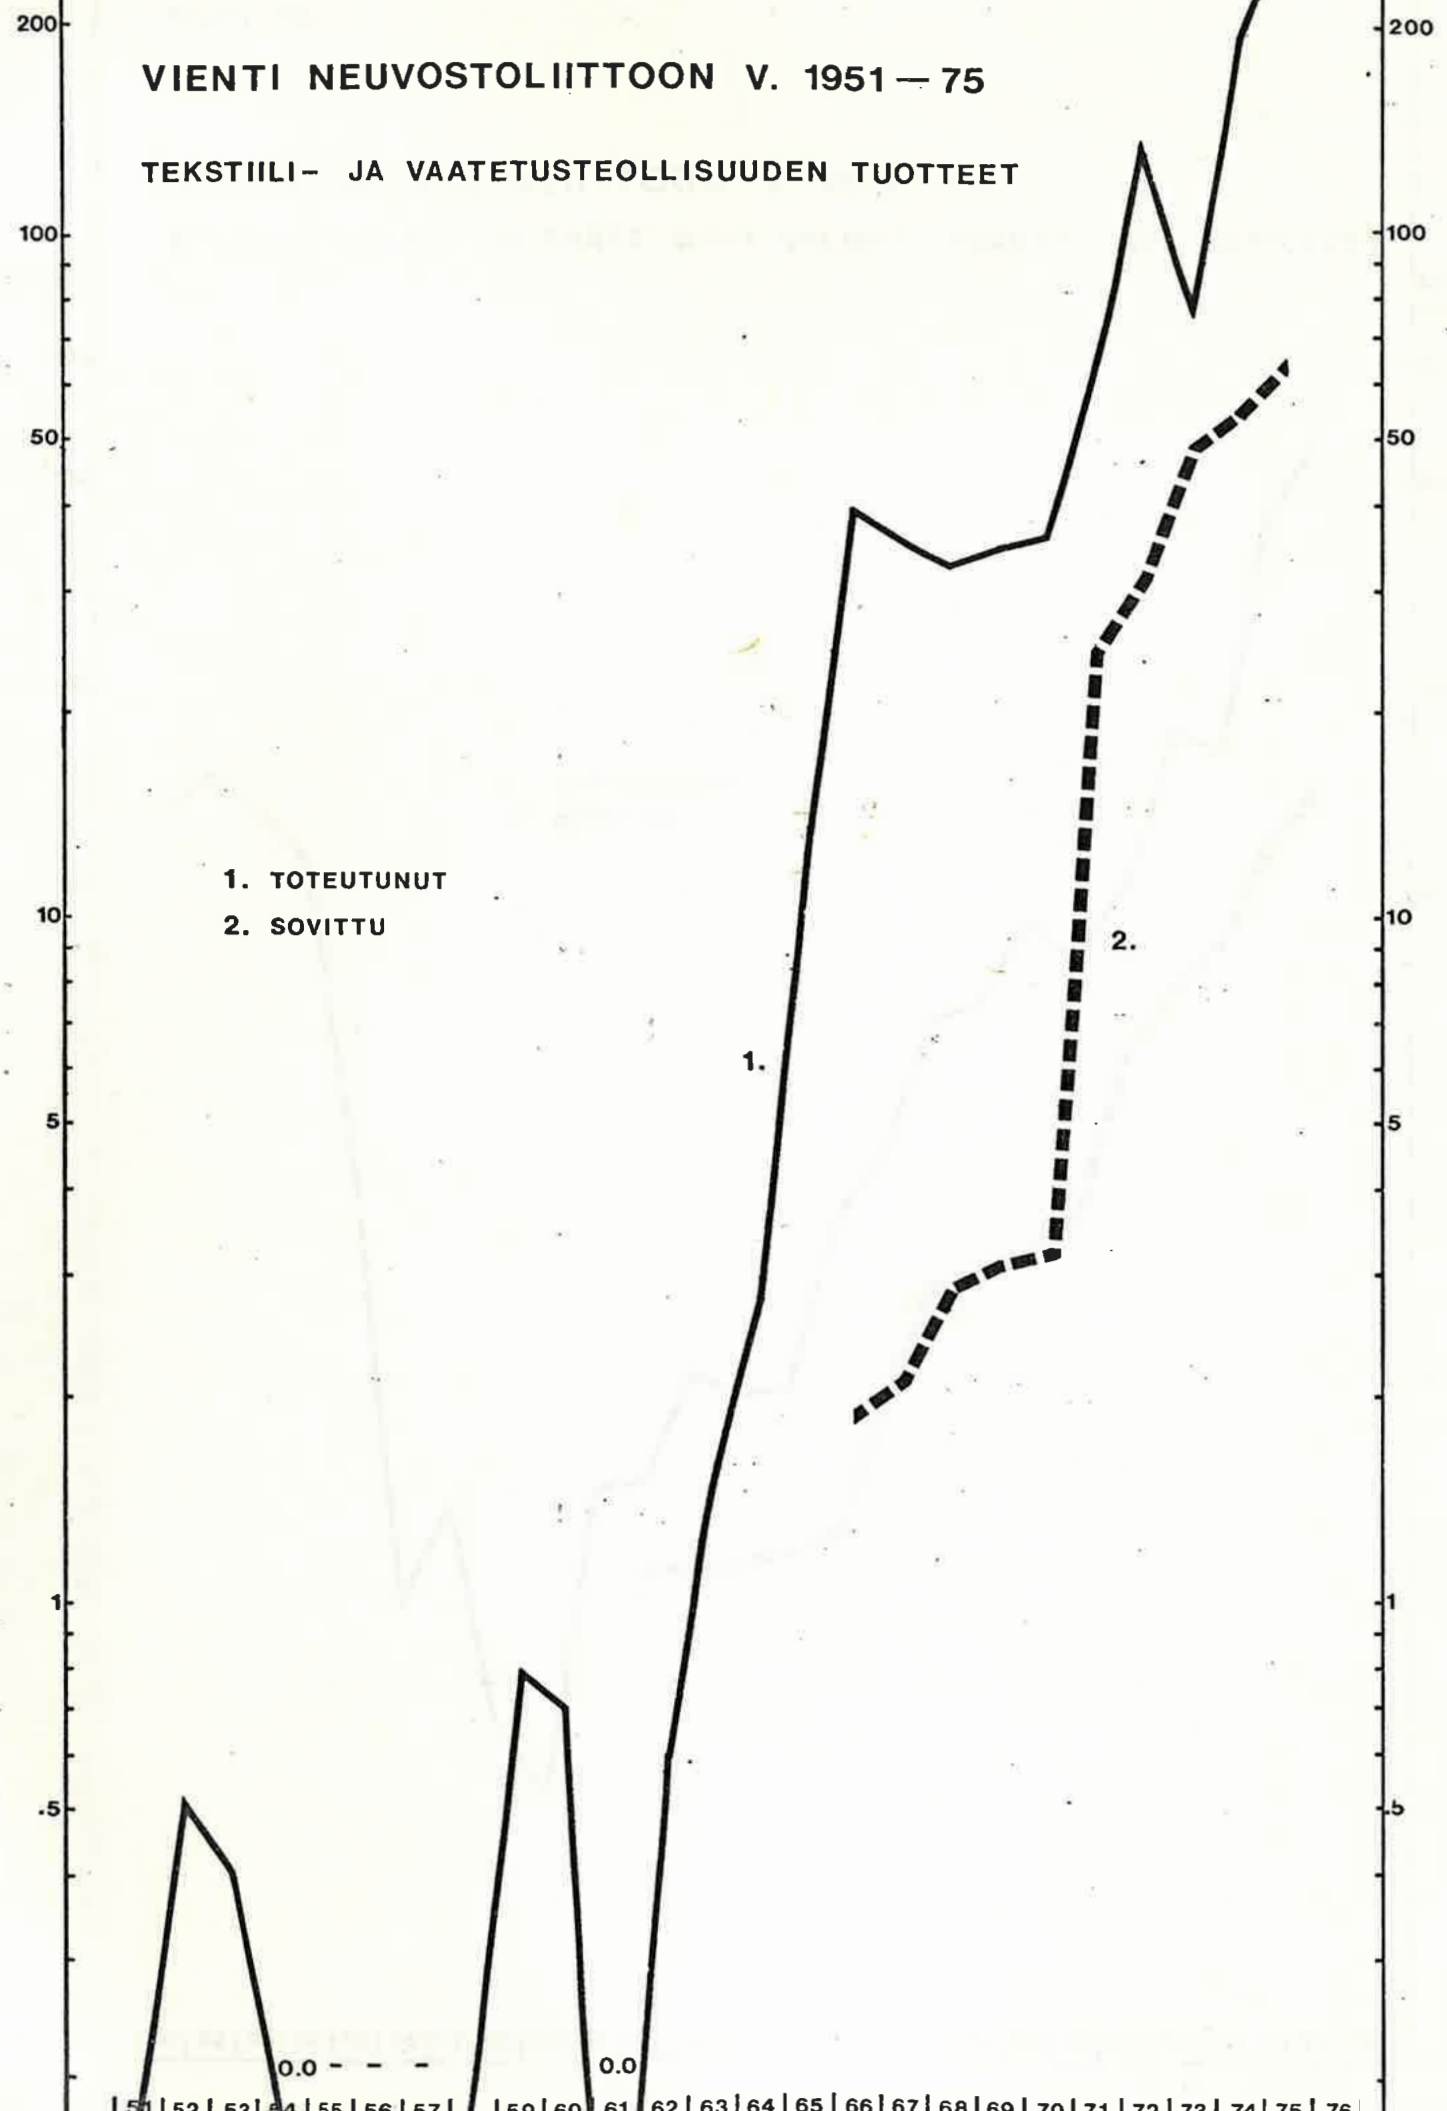 200 200
VIENTI NEUVOSTOLIITTOON V. 1951 — 75
TEKSTIILI- JA VAATETUSTEOLLISUUDEN TUOTTEET
100 100
50 50
1. TOTEUTUNUT
10 10
2. SOVITTU
2.
1.
5 5
1 1
.5 .5
0.0 - - - 0.0
51 52 53 54 55 56 57 59 60 61 62 63 64 65 66 67 68 69 70 71 72 73 74 75 76